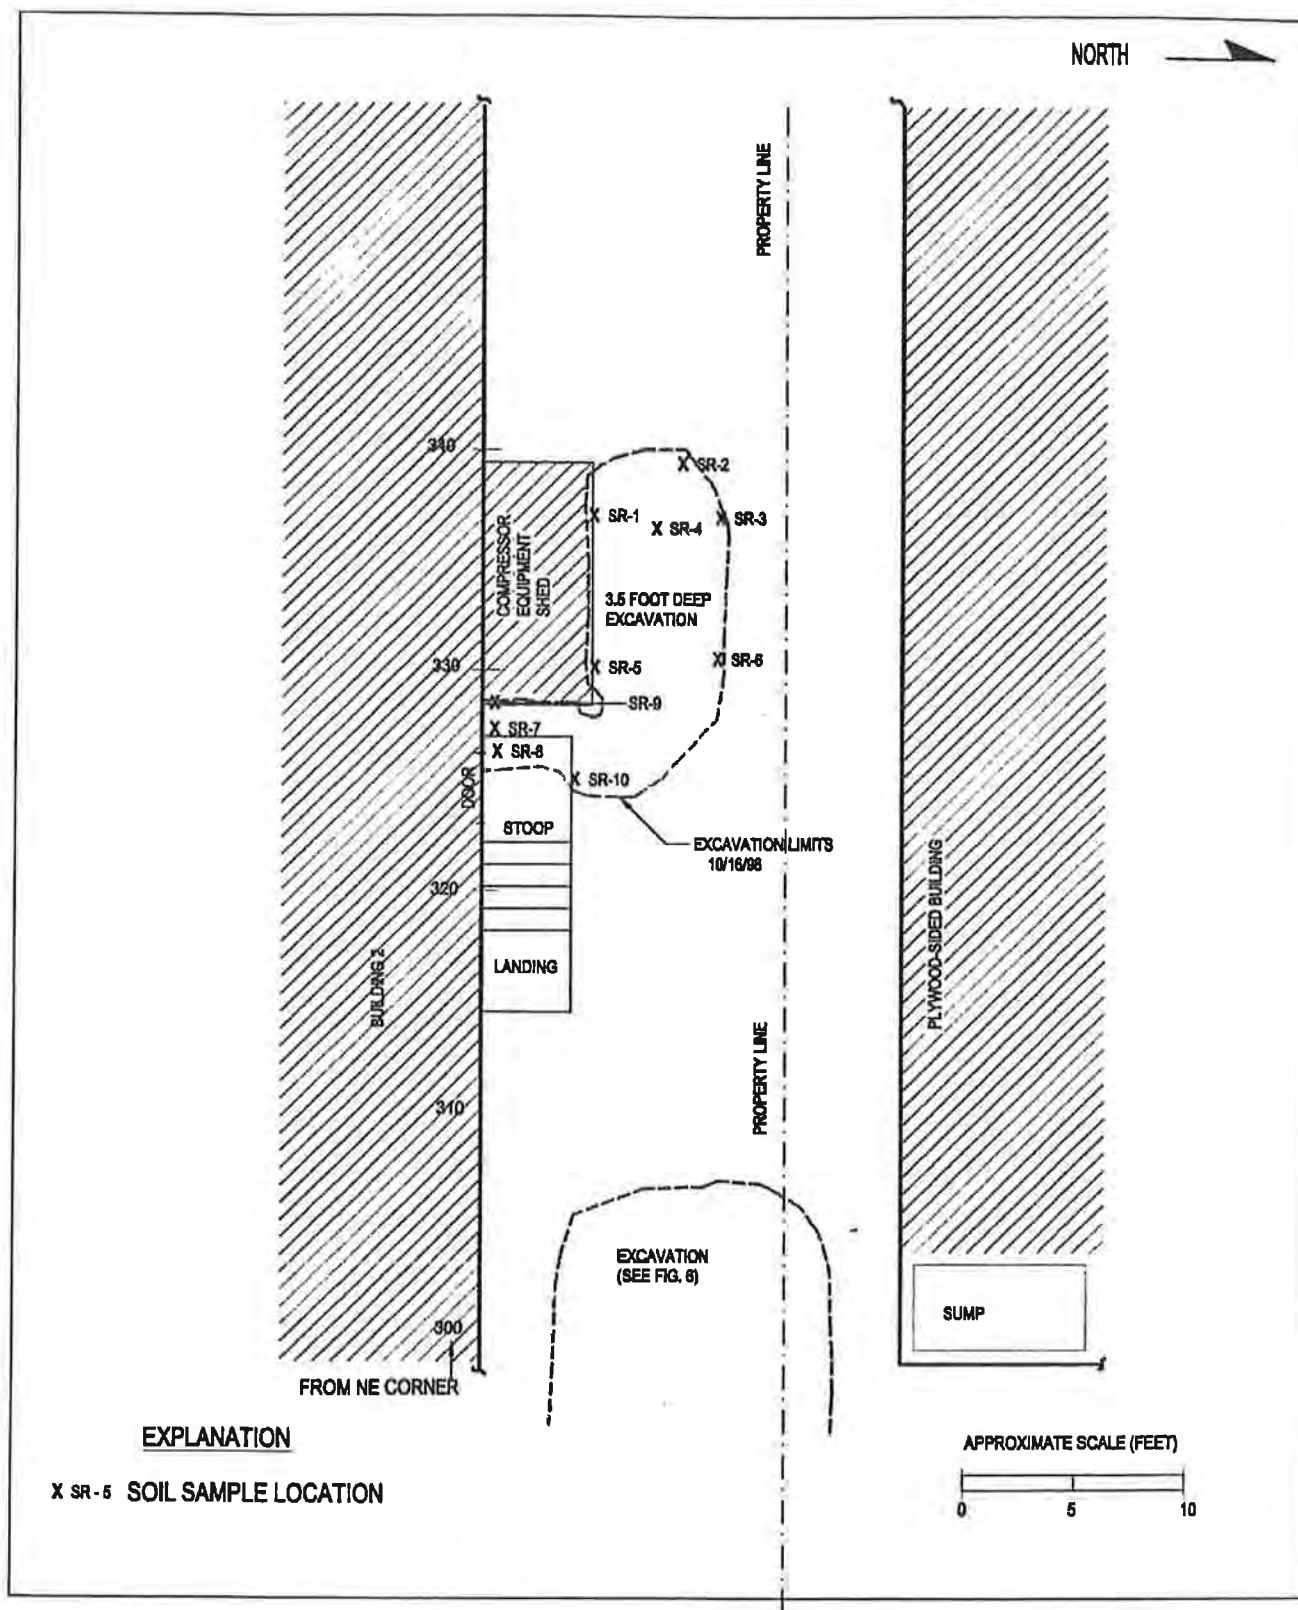 NORTH
PROPERTY LINE
340
X SR-2
X SR-1
X SR-4
X SR-3
COMPRESSOR
EQUIPMENT
SHED
3.5 FOOT DEEP
EXCAVATION
330
X SR-5
X SR-6
X
SR-9
X SR-7
X SR-8
DOOR
X SR-10
STOOP
EXCAVATION LIMITS
10/16/98
320
LANDING
BUILDING 2
PLYWOOD-SIDED BUILDING
PROPERTY LINE
310
EXCAVATION
(SEE FIG. 6)
SUMP
300
FROM NE CORNER
EXPLANATION
X SR-5 SOIL SAMPLE LOCATION
APPROXIMATE SCALE (FEET)
0 5 10